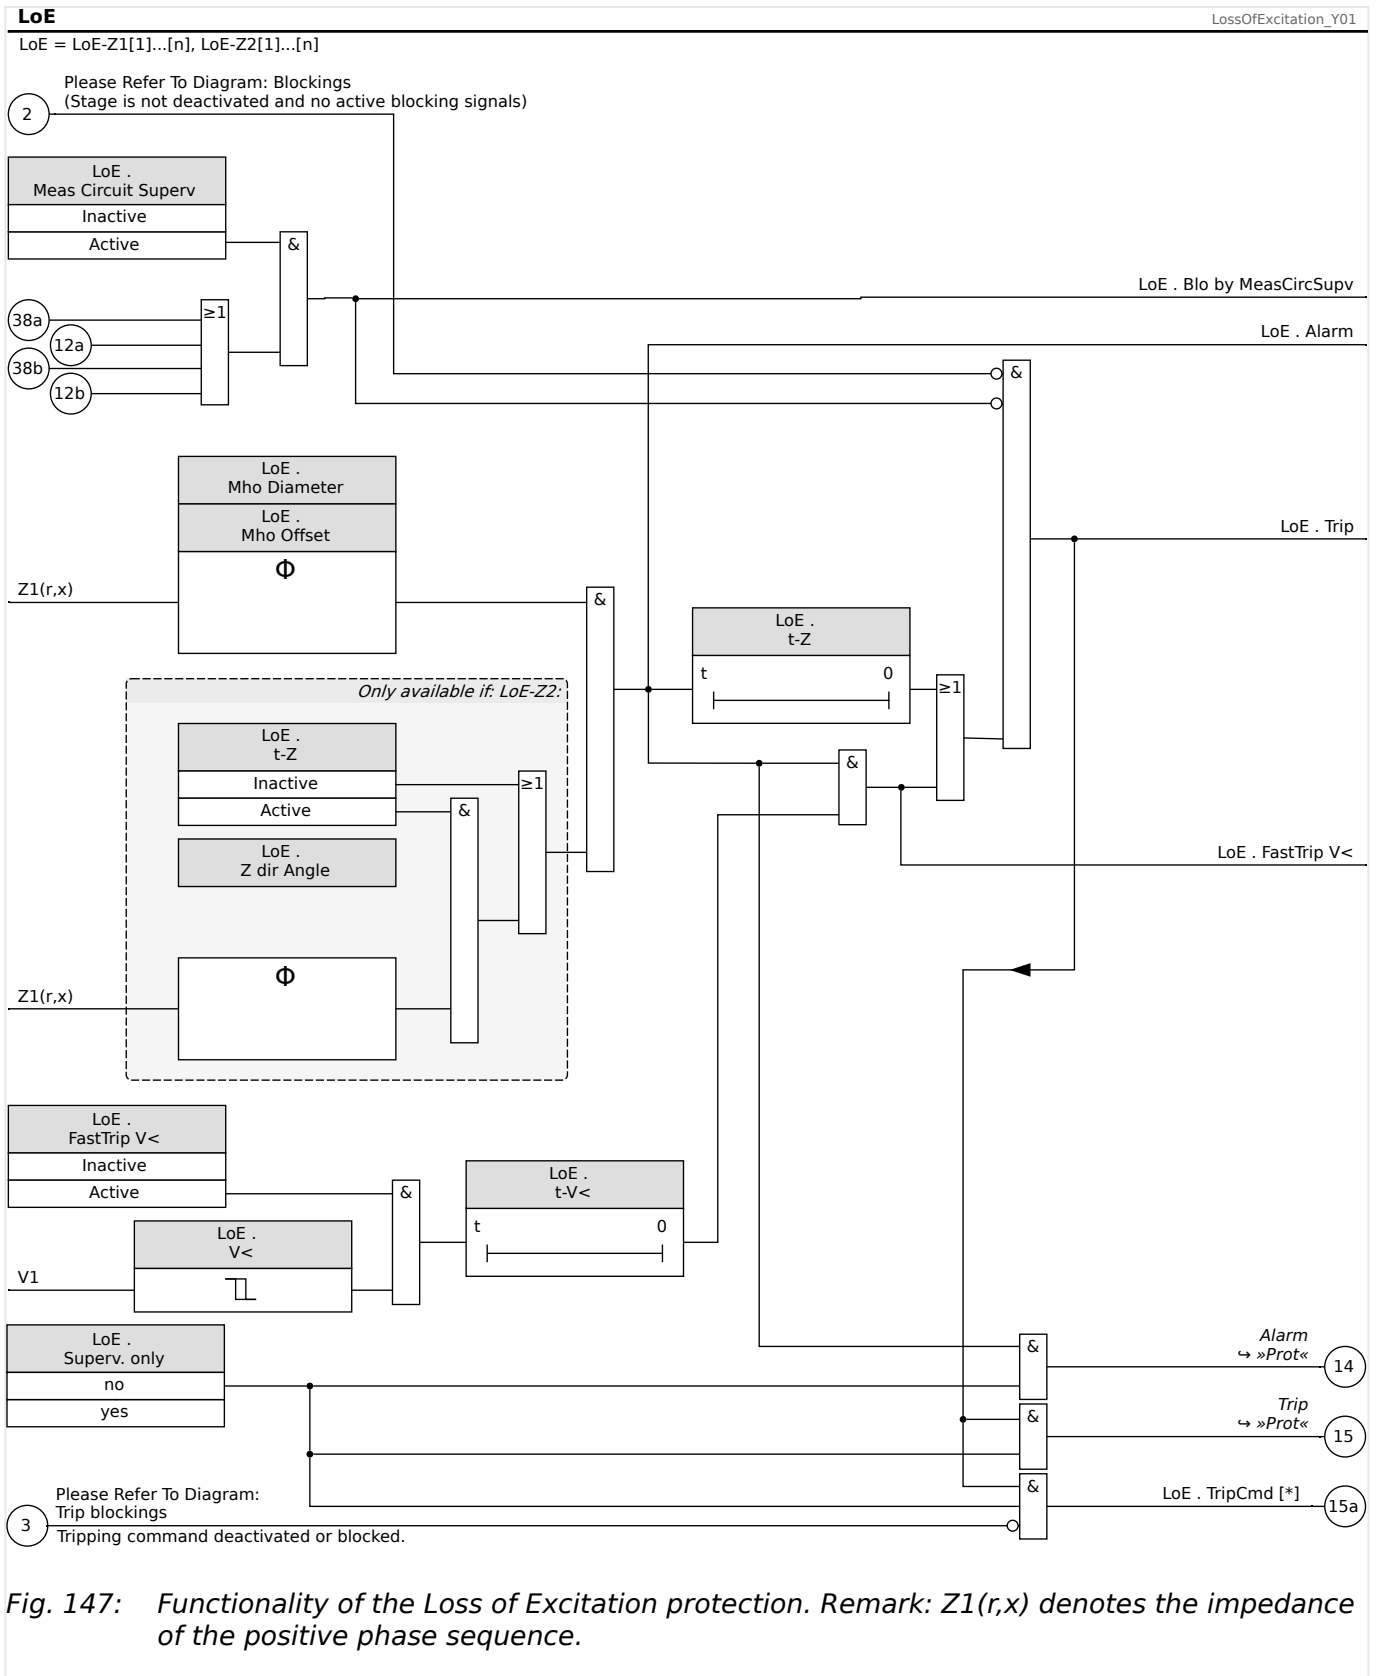 LoE
LossOfExcitation_Y01
LoE = LoE-Z1[1]...[n], LoE-Z2[1]...[n]
Please Refer To Diagram: Blockings
(Stage is not deactivated and no active blocking signals)
2
LoE .
Meas Circuit Superv
Inactive
Active
&
LoE . Blo by MeasCircSupv
38a
≥1
12a
38b
12b
LoE . Alarm
&
LoE .
Mho Diameter
LoE .
Mho Offset
Φ
Z1(r,x)
&
LoE . Trip
LoE .
t-Z
t 0
≥1
Only available if: LoE-Z2:
LoE .
t-Z
Inactive
Active
≥1
&
&
LoE .
Z dir Angle
LoE . FastTrip V<
Φ
Z1(r,x)
LoE .
FastTrip V<
Inactive
Active
&
LoE .
t-V<
t 0
LoE .
V<
V1
LoE .
Superv. only
no
yes
&
Alarm
↪ »Prot«
14
&
Trip
↪ »Prot«
15
&
LoE . TripCmd [*]
15a
Please Refer To Diagram:
Trip blockings
3
Tripping command deactivated or blocked.
Fig. 147: Functionality of the Loss of Excitation protection. Remark: Z1(r,x) denotes the impedance
of the positive phase sequence.